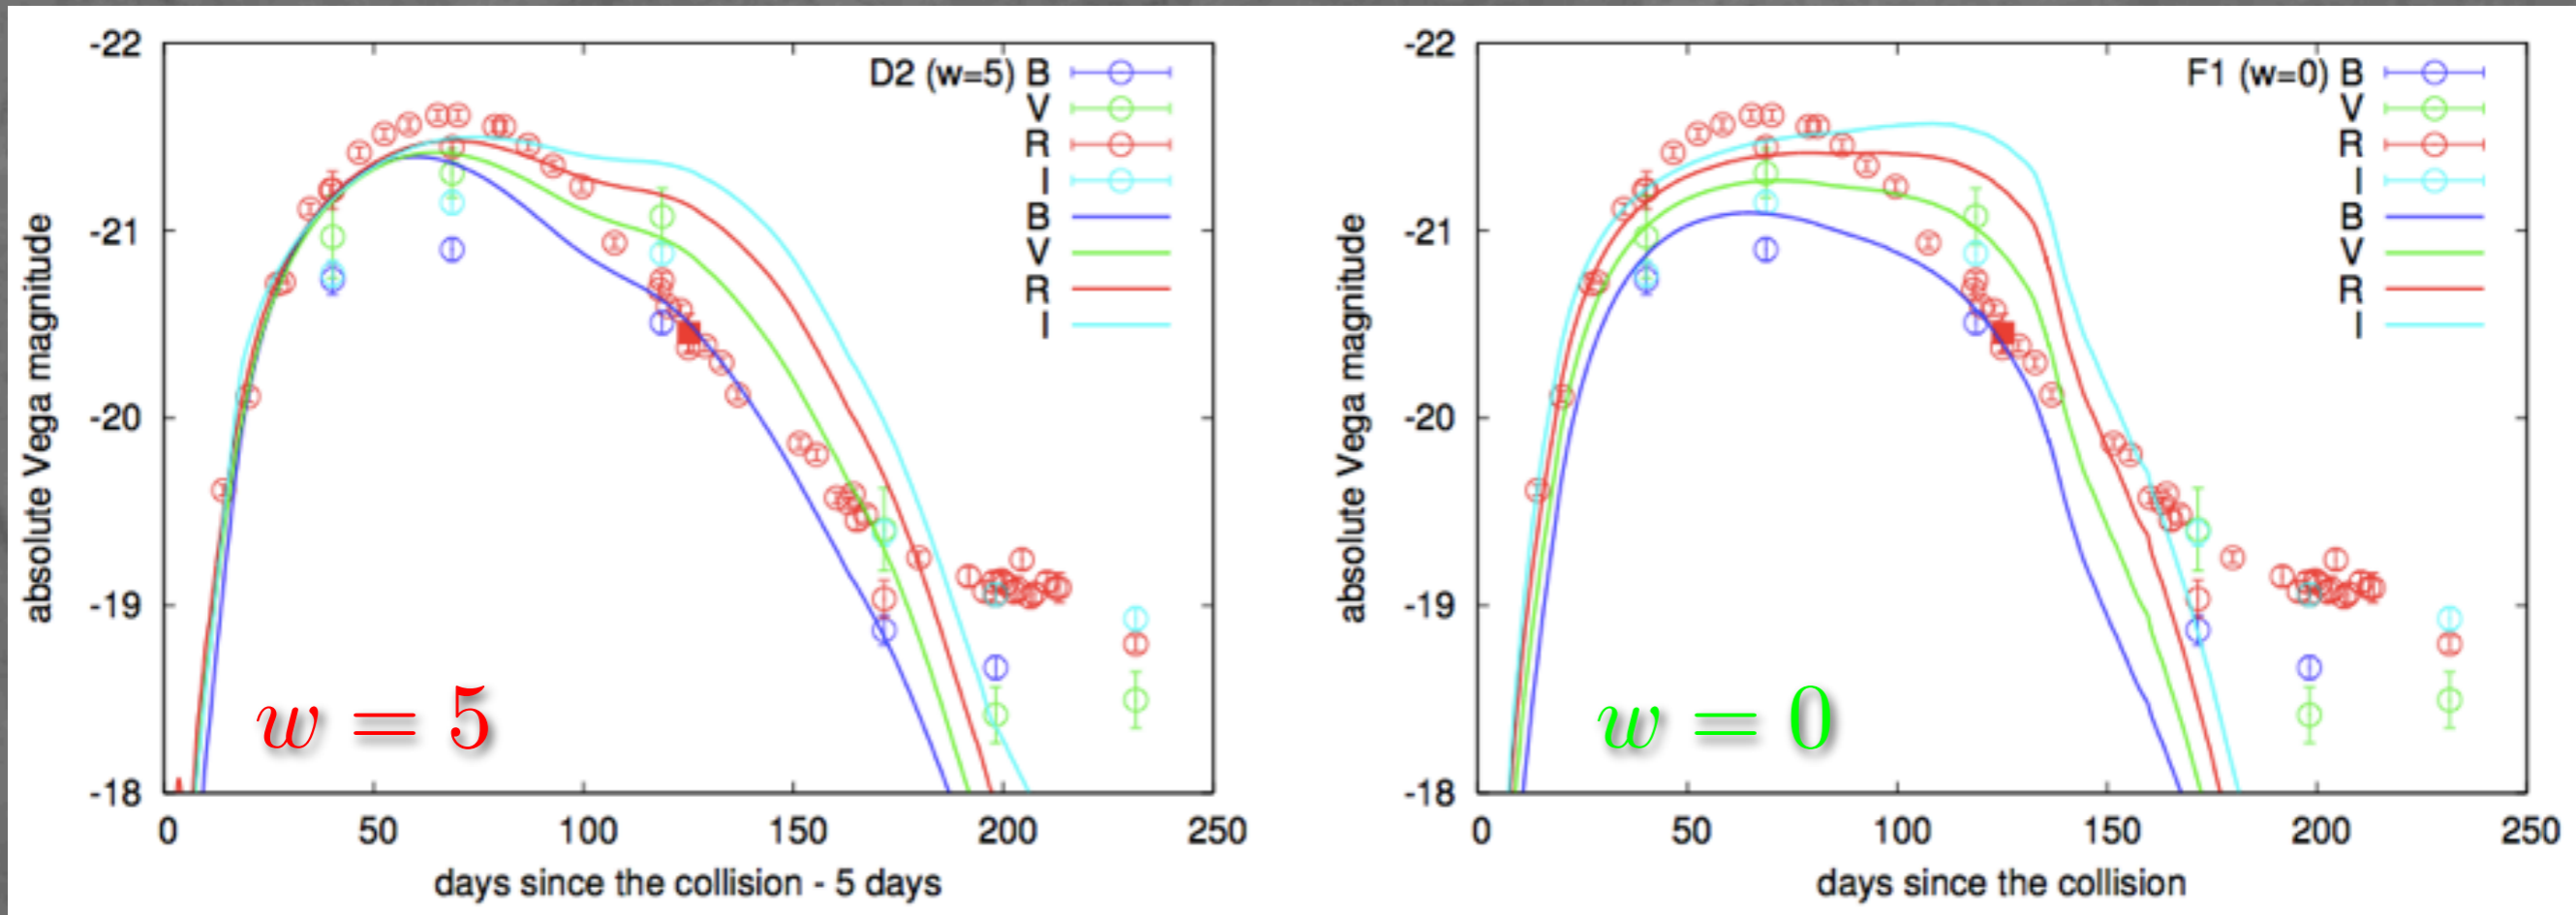 -22
-21
-20
-19
-18
absolute Vega magnitude
D2 (w=5) B
V
R
I
B
V
R
I
w = 5
0 50 100 150 200 250
days since the collision - 5 days
-22
-21
-20
-19
-18
absolute Vega magnitude
F1 (w=0) B
V
R
I
B
V
R
I
w = 0
0 50 100 150 200 250
days since the collision